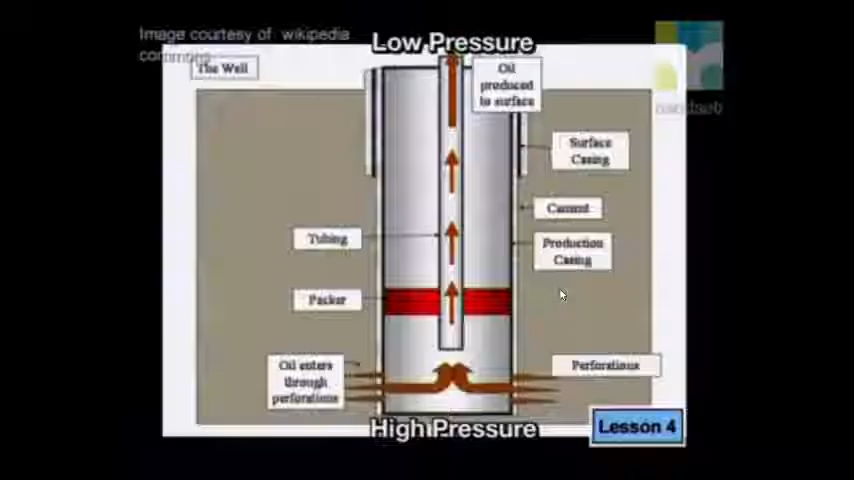 Image courtesy of wikipedia
commons
Low Pressure
The Well
Oil
produced
to surface
Surface
Casing
Cement
Tubing
Production
Casing
Packer
Oil enters
through
perforations
Perforations
High Pressure
Lesson 4